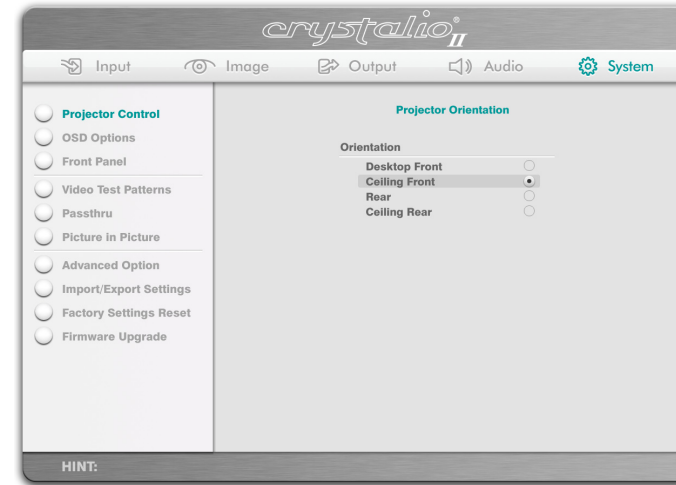 crystalio II®
Input Image Output Audio System
Projector Control
OSD Options
Front Panel
Video Test Patterns
Passthru
Picture in Picture
Advanced Option
Import/Export Settings
Factory Settings Reset
Firmware Upgrade
Projector Orientation
Orientation
Desktop Front
Ceiling Front
Rear
Ceiling Rear
HINT: